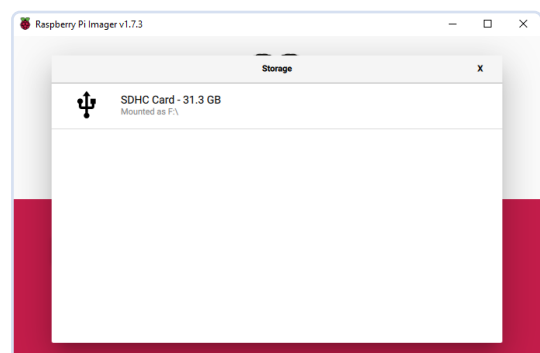 Raspberry Pi Imager v1.7.3
Storage
X
SDHC Card - 31.3 GB
Mounted as F:\